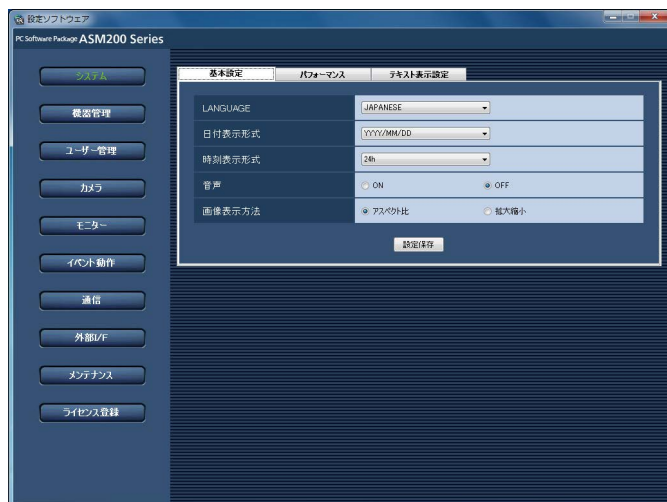 設定ソフトウェア
PC Software Package ASM200 Series
システム
機器管理
ユーザー管理
カメラ
モニター
イベント動作
通信
外部I/F
メンテナンス
ライセンス登録
基本設定 パフォーマンス テキスト表示設定
LANGUAGE JAPANESE
日付表示形式 YYYY/MM/DD
時刻表示形式 24h
音声 ON OFF
画像表示方法 アスペクト比 拡大縮小
設定保存